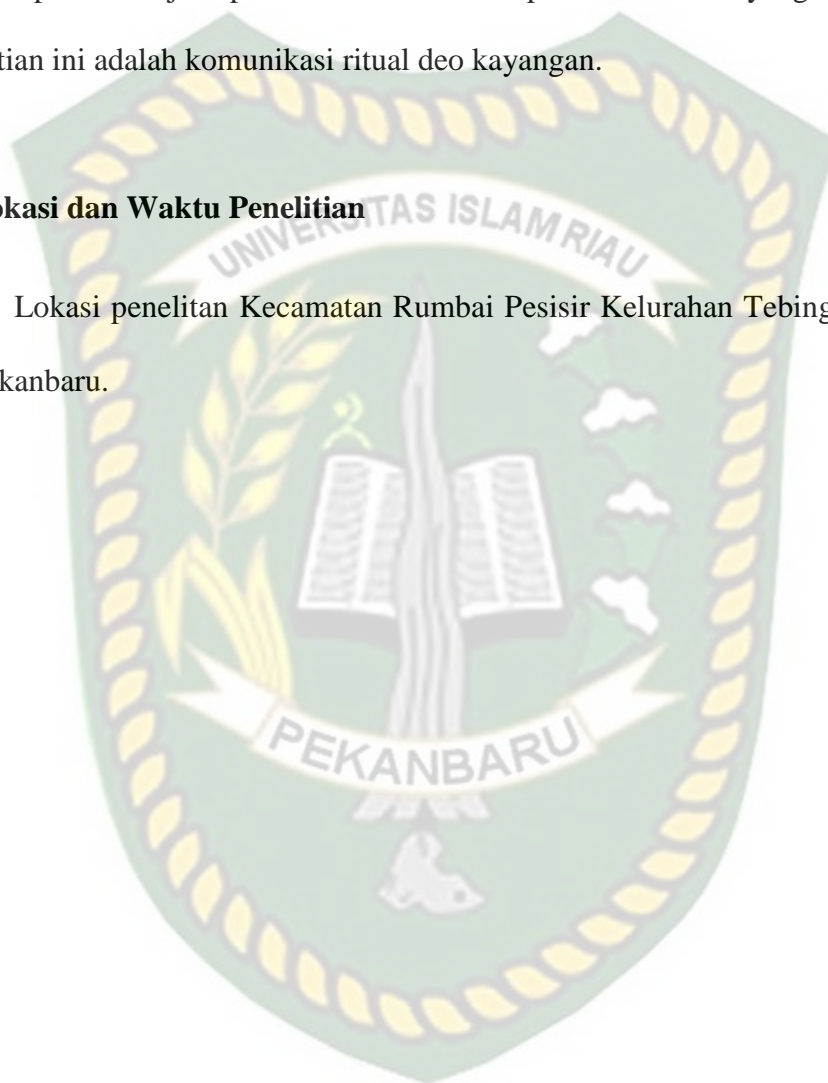 tian ini adalah komunikasi ritual deo kayangan.
okasi dan Waktu Penelitian
UNIVERSITAS ISLAM RIAU
Lokasi penelitan Kecamatan Rumbai Pesisir Kelurahan Tebing
kanbaru.
PEKANBARU